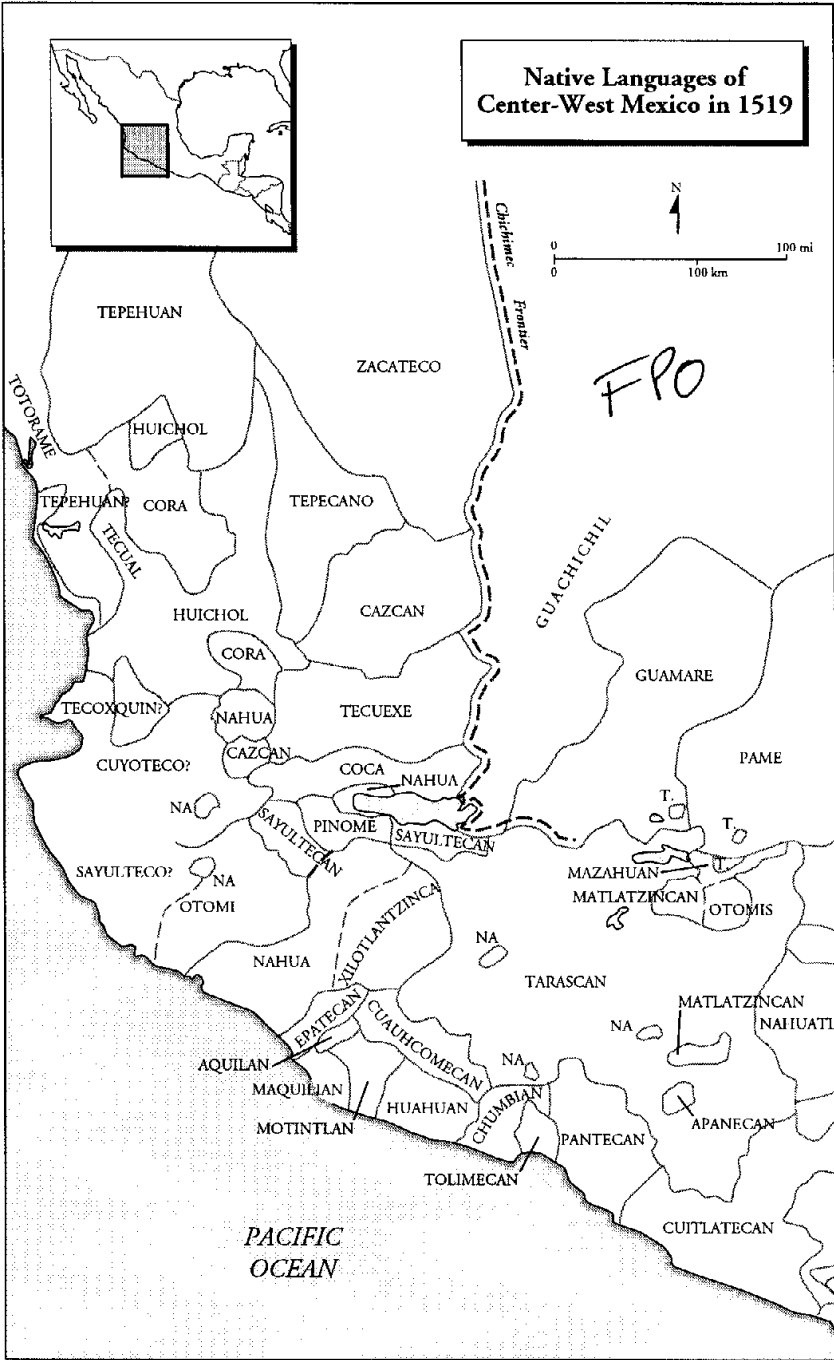 Native Languages of
Center-West Mexico in 1519
N
0 100 mi
0 100 km
Chichimec
Frontier
FPO
TEPEHUAN
ZACATECO
TOTORAME
HUICHOL
TEPEHUAN?
CORA
TEPECANO
TECUAL
GUACHICHIL
HUICHOL
CAZCAN
CORA
GUAMARE
TECOXQUIN?
NAHUA
TECUEXE
CAZCAN
PAME
CUYOTECO?
COCA
NAHUA
NA
T.
T.
SAYULTECAN
PINOME
SAYULTECAN
SAYULTECO?
MAZAHUAN
T.
NA
MATLATZINCAN
OTOMI
OTOMIS
XILOTLANTZINCA
NA
NAHUA
TARASCAN
MATLATZINCAN
EPATECAN
CUAUHCOMECAN
NA
NAHUATL
AQUILAN
NA
MAQUILIAN
HUAHUAN
CHUMBIAN
APANECAN
MOTINTLAN
PANTECAN
TOLIMECAN
CUITLATECAN
PACIFIC
OCEAN